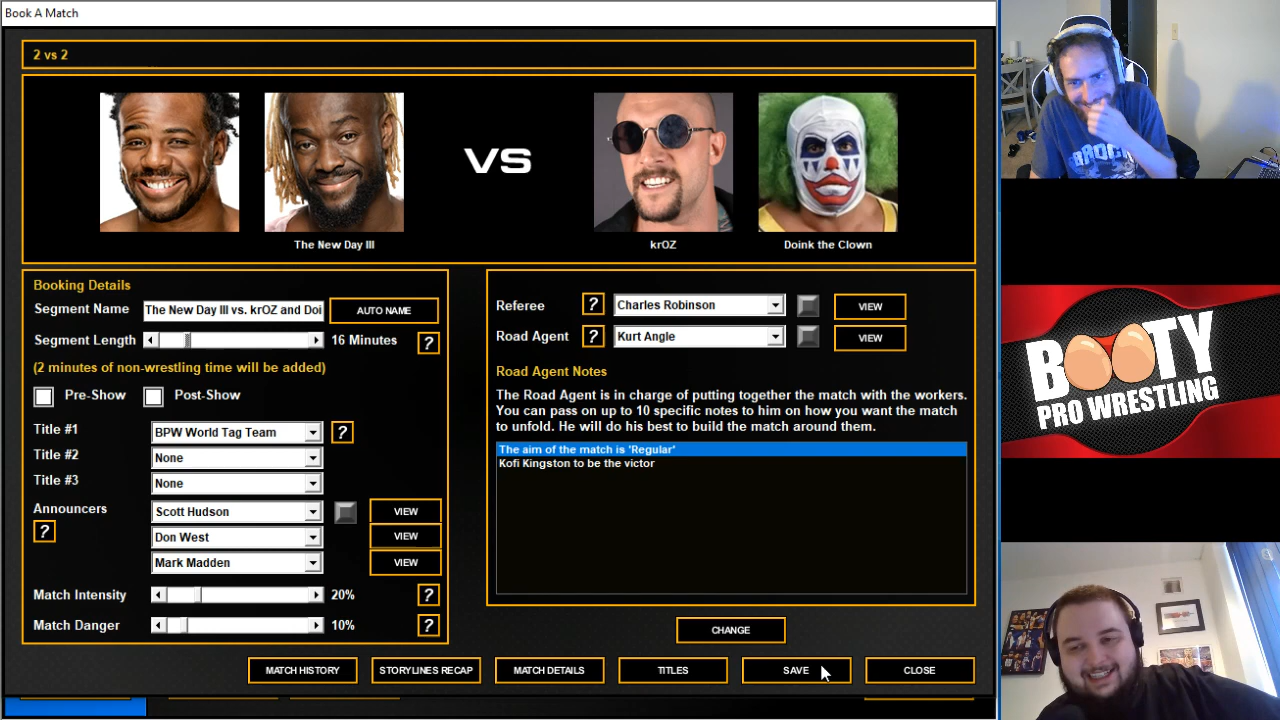 Book A Match
2 vs 2
VS
The New Day III
krOZ
Doink the Clown
Booking Details
Segment Name
The New Day III vs. krOZ and Doi
AUTO NAME
Segment Length
16 Minutes
?
(2 minutes of non-wrestling time will be added)
Pre-Show
Post-Show
Title #1
BPW World Tag Team
?
Title #2
None
Title #3
None
Announcers
?
Scott Hudson
VIEW
Don West
VIEW
Mark Madden
VIEW
Match Intensity
20%
?
Match Danger
10%
?
Referee
?
Charles Robinson
VIEW
Road Agent
?
Kurt Angle
VIEW
Road Agent Notes
The Road Agent is in charge of putting together the match with the workers.
You can pass on up to 10 specific notes to him on how you want the match
to unfold. He will do his best to build the match around them.
The aim of the match is 'Regular'
Kofi Kingston to be the victor
CHANGE
MATCH HISTORY
STORYLINES RECAP
MATCH DETAILS
TITLES
SAVE
CLOSE
BOOTY
PRO WRESTLING